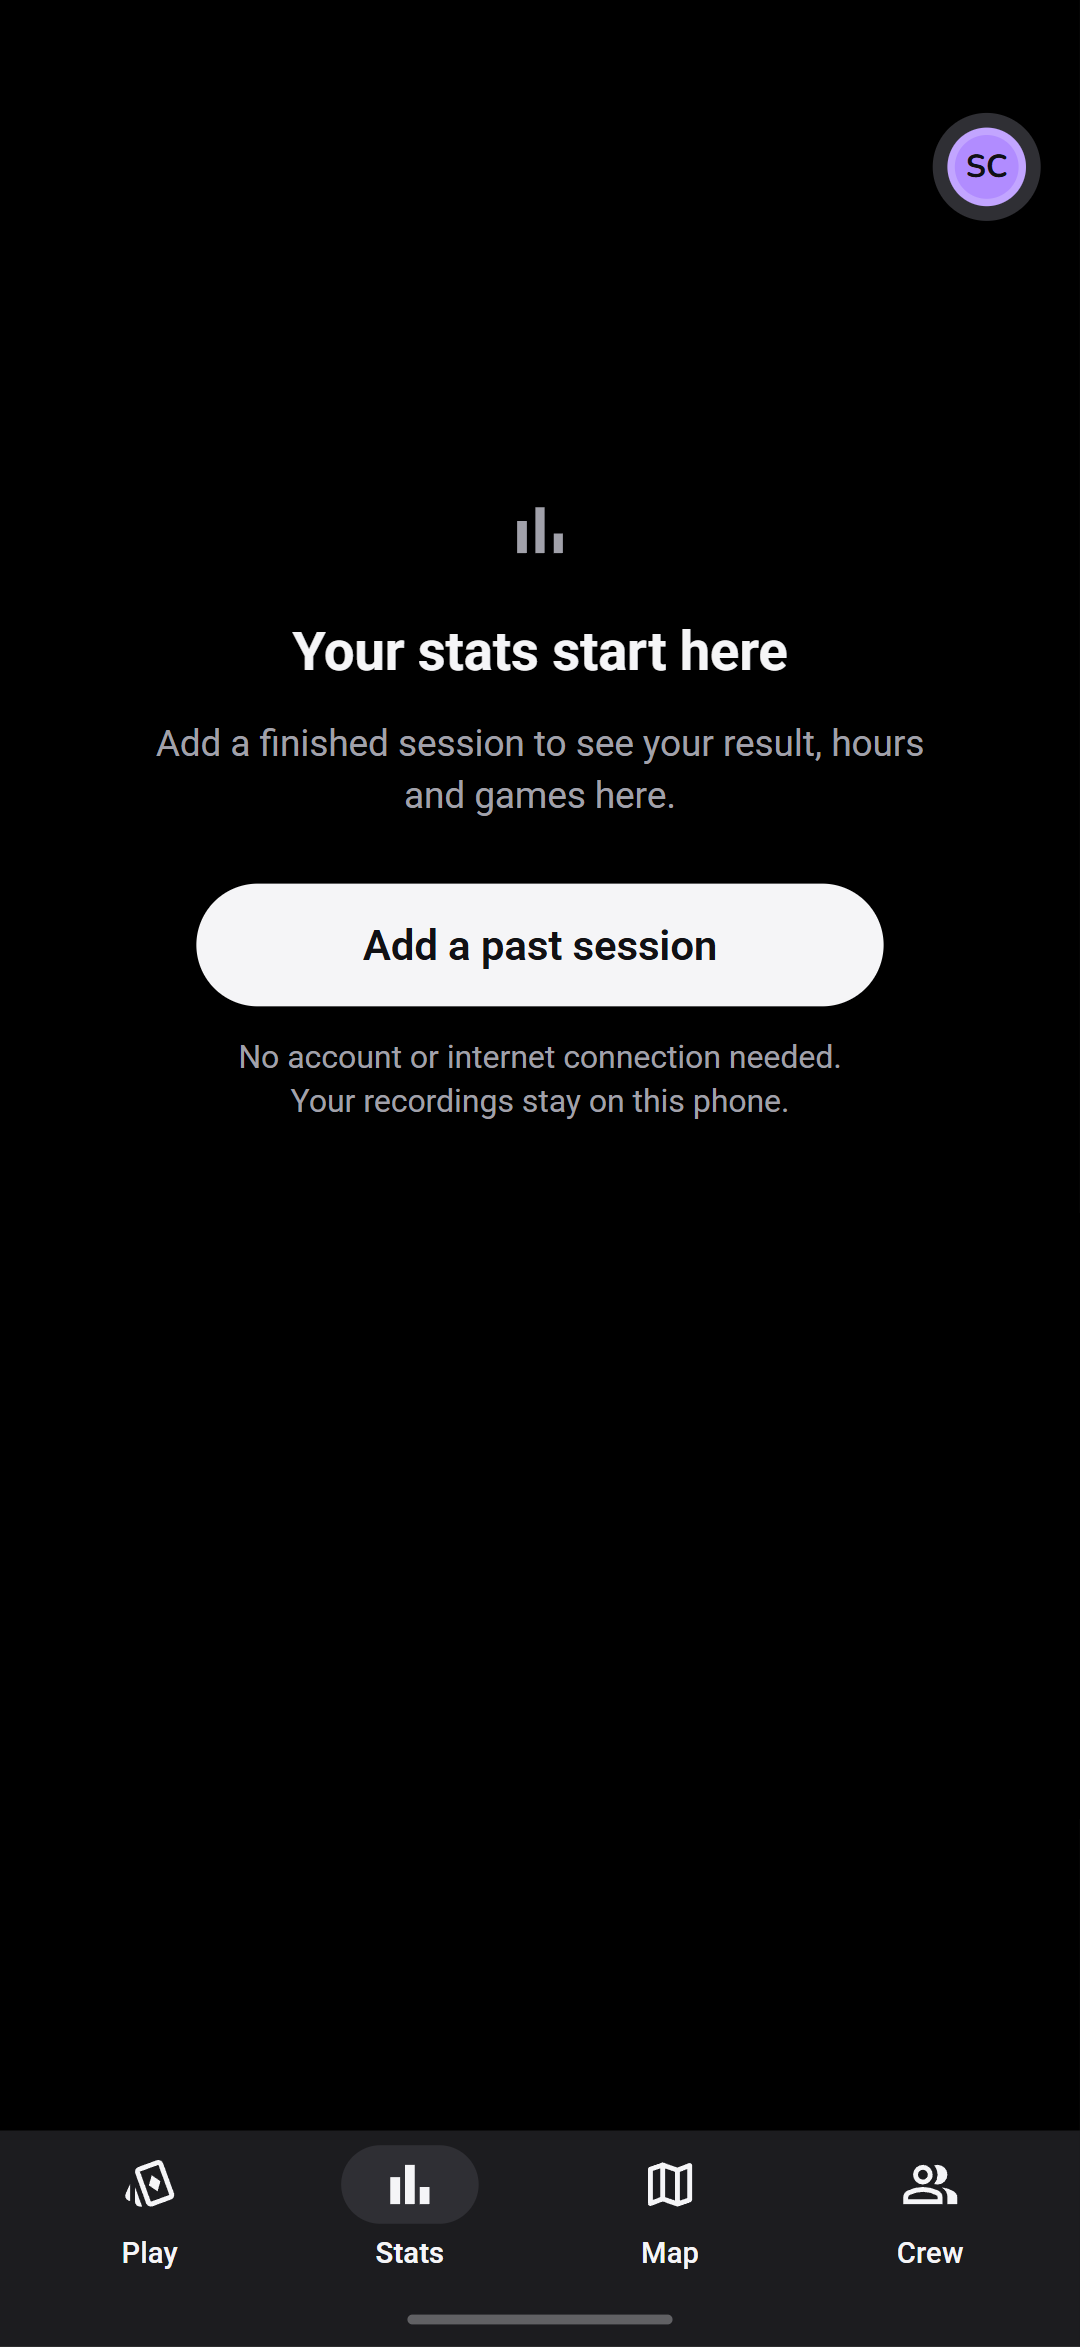 SC
Your stats start here
Add a finished session to see your result, hours
and games here.
Add a past session
No account or internet connection needed.
Your recordings stay on this phone.
Play
Stats
Map
Crew